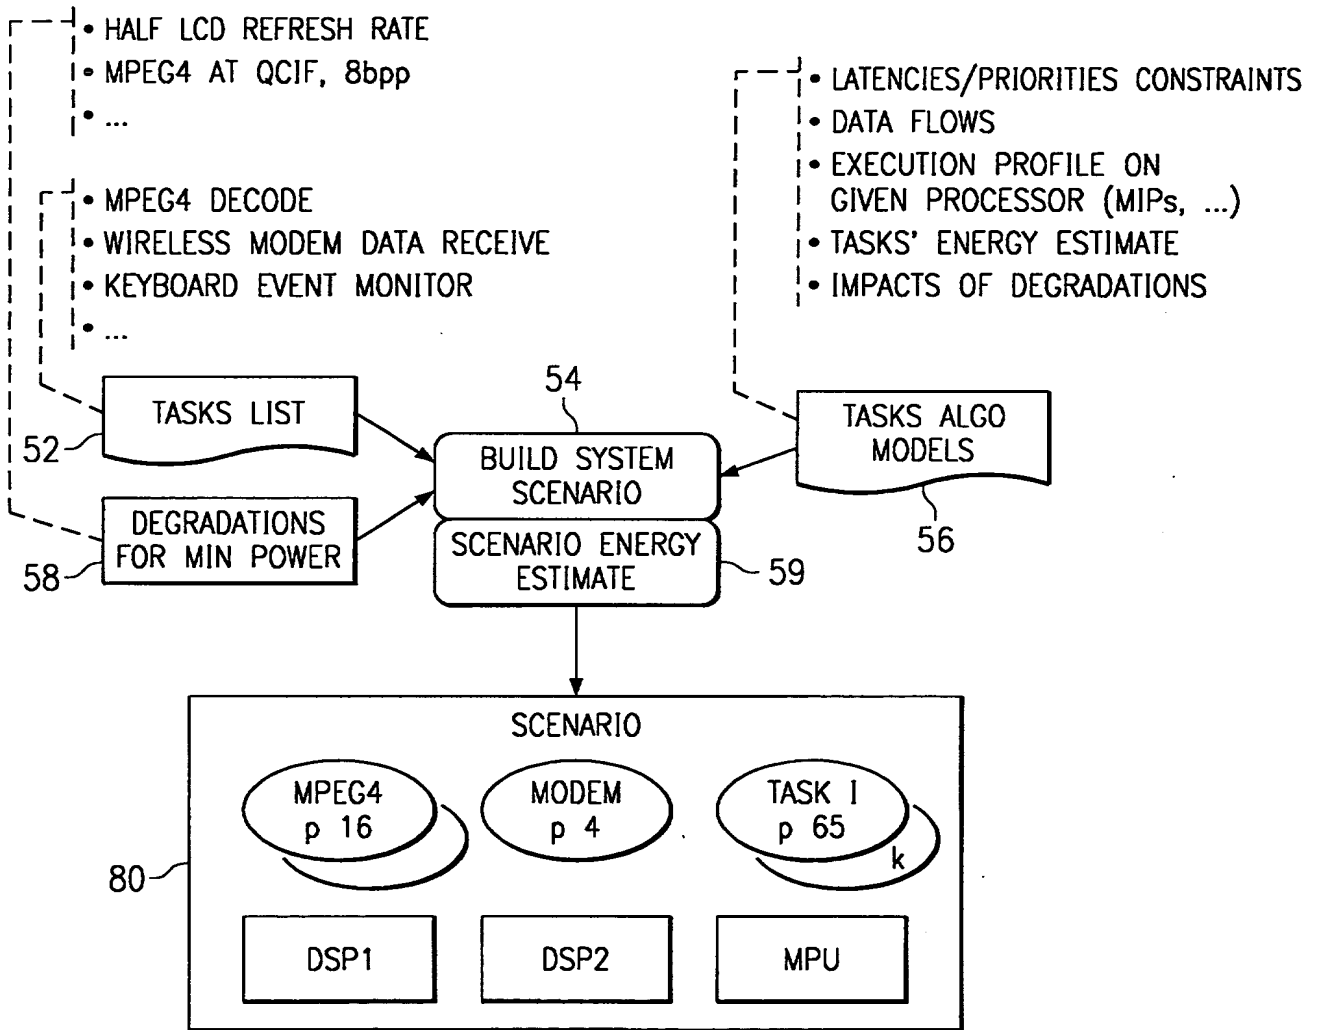 • HALF LCD REFRESH RATE
• MPEG4 AT QCIF, 8bpp
• ...
• LATENCIES/PRIORITIES CONSTRAINTS
• DATA FLOWS
• EXECUTION PROFILE ON
GIVEN PROCESSOR (MIPs, ...)
• TASKS' ENERGY ESTIMATE
• IMPACTS OF DEGRADATIONS
• MPEG4 DECODE
• WIRELESS MODEM DATA RECEIVE
• KEYBOARD EVENT MONITOR
• ...
TASKS LIST
52
DEGRADATIONS
FOR MIN POWER
58
54
BUILD SYSTEM
SCENARIO
SCENARIO ENERGY
ESTIMATE
59
TASKS ALGO
MODELS
56
SCENARIO
MPEG4
p 16
MODEM
p 4
TASK I
p 65
k
80
DSP1
DSP2
MPU